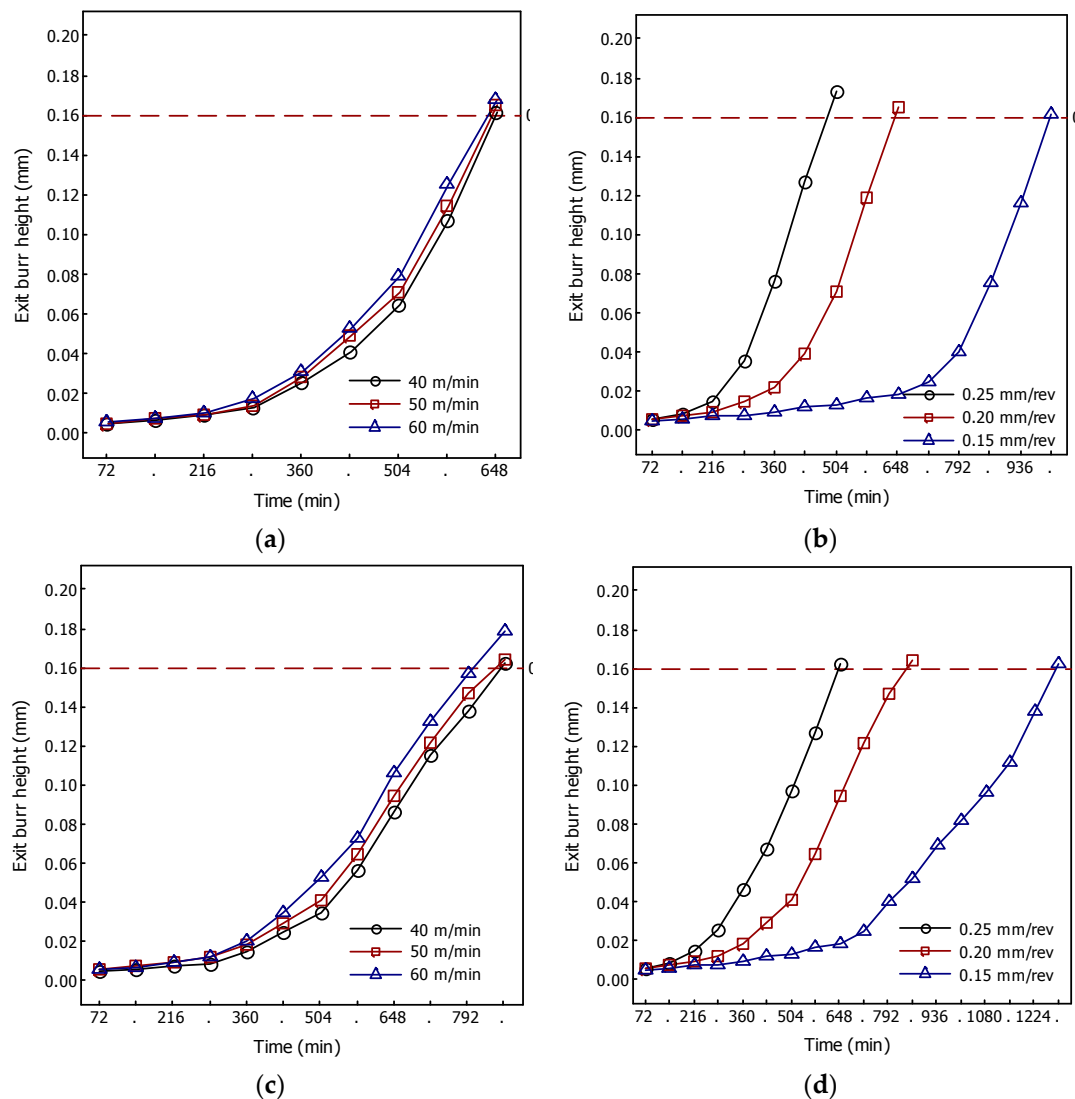 0.20
0.18
0.16
0.14
0.12
0.10
0.08
0.06
0.04
0.02
0.00
Exit burr height (mm)
40 m/min
50 m/min
60 m/min
72 . 216 . 360 . 504 . 648
Time (min)
(a)
0.20
0.18
0.16
0.14
0.12
0.10
0.08
0.06
0.04
0.02
0.00
Exit burr height (mm)
0.25 mm/rev
0.20 mm/rev
0.15 mm/rev
72 . 216 . 360 . 504 . 648 . 792 . 936 .
Time (min)
(b)
0.20
0.18
0.16
0.14
0.12
0.10
0.08
0.06
0.04
0.02
0.00
Exit burr height (mm)
40 m/min
50 m/min
60 m/min
72 . 216 . 360 . 504 . 648 . 792 .
Time (min)
(c)
0.20
0.18
0.16
0.14
0.12
0.10
0.08
0.06
0.04
0.02
0.00
Exit burr height (mm)
0.25 mm/rev
0.20 mm/rev
0.15 mm/rev
72 . 216 . 360 . 504 . 648 . 792 . 936 . 1080 . 1224 .
Time (min)
(d)